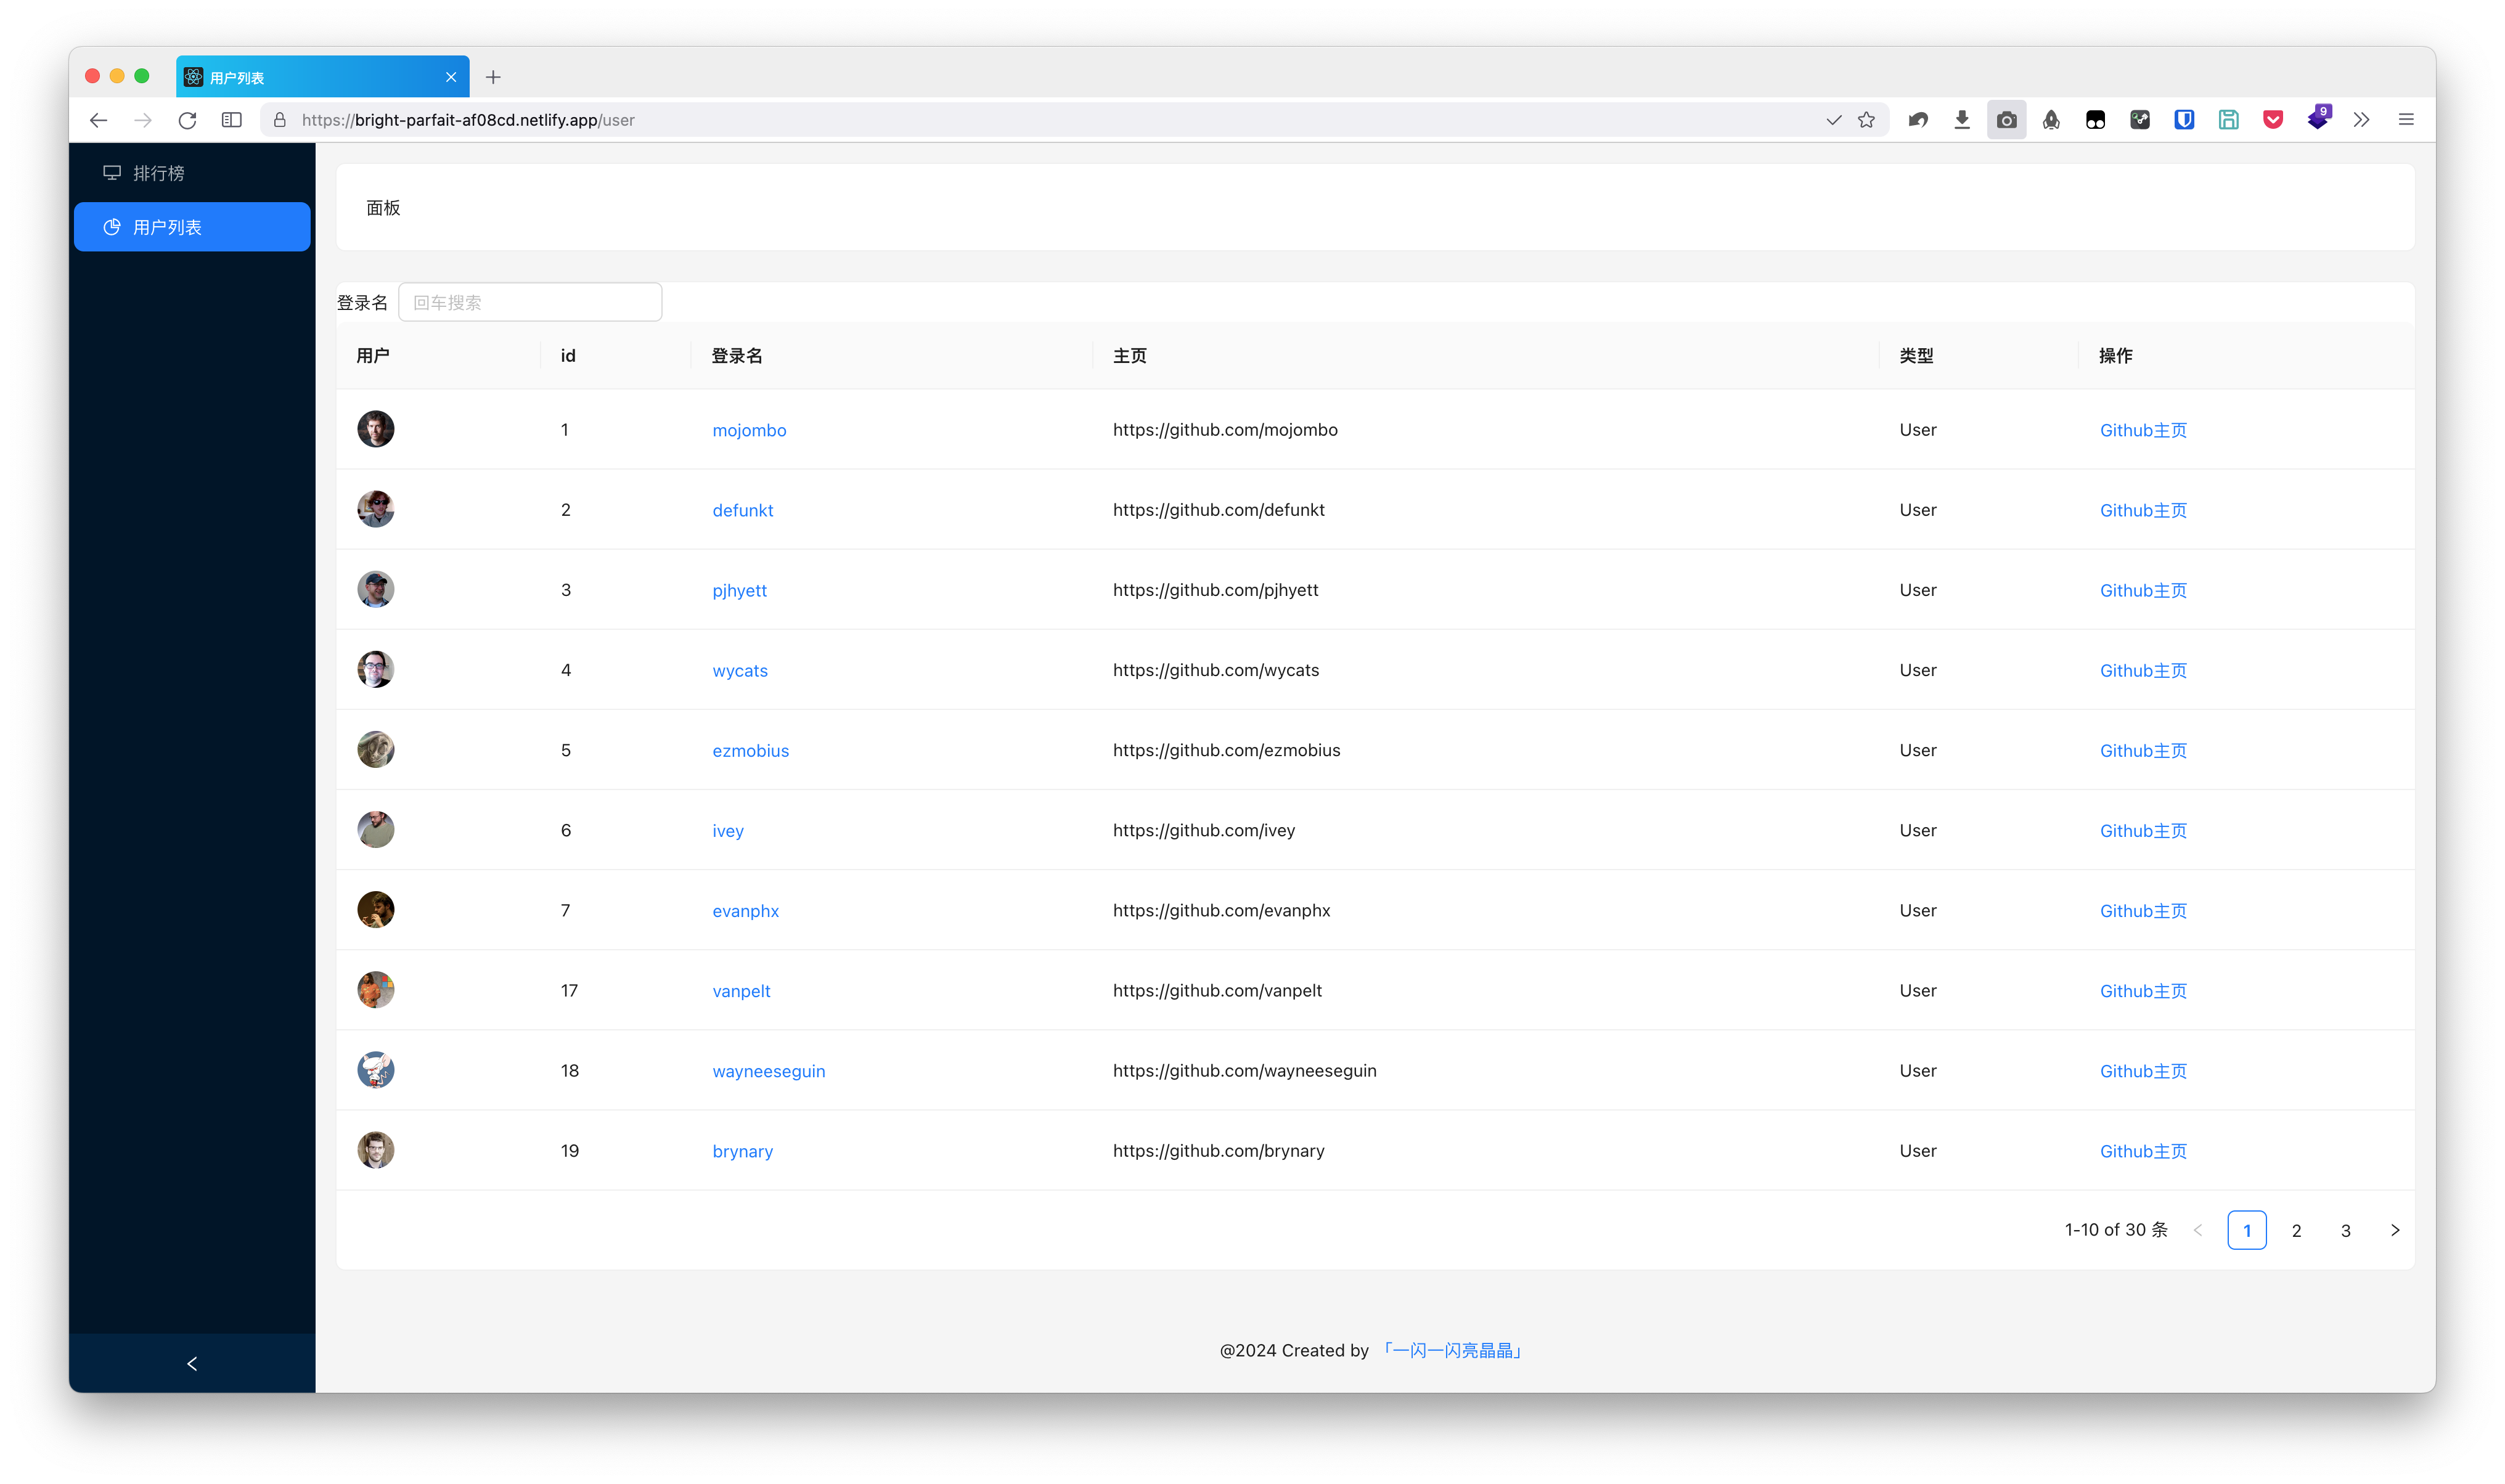 用户列表
https://bright-parfait-af08cd.netlify.app/user
9
排行榜
用户列表
面板
登录名 回车搜索
用户 id 登录名 主页 类型 操作
1 mojombo https://github.com/mojombo User Github主页
2 defunkt https://github.com/defunkt User Github主页
3 pjhyett https://github.com/pjhyett User Github主页
4 wycats https://github.com/wycats User Github主页
5 ezmobius https://github.com/ezmobius User Github主页
6 ivey https://github.com/ivey User Github主页
7 evanphx https://github.com/evanphx User Github主页
17 vanpelt https://github.com/vanpelt User Github主页
18 wayneeseguin https://github.com/wayneeseguin User Github主页
19 brynary https://github.com/brynary User Github主页
1-10 of 30 条 1 2 3
@2024 Created by 「一闪一闪亮晶晶」